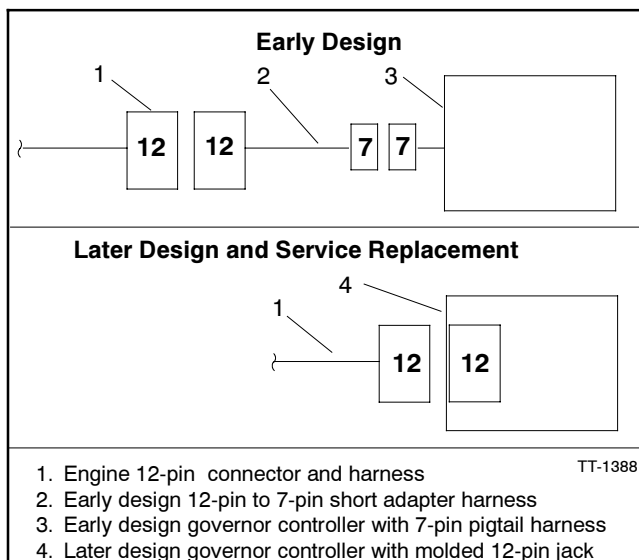 Early Design
1
2
3
12
12
7
7
Later Design and Service Replacement
4
1
12
12
TT-1388
1. Engine 12-pin connector and harness
2. Early design 12-pin to 7-pin short adapter harness
3. Early design governor controller with 7-pin pigtail harness
4. Later design governor controller with molded 12-pin jack